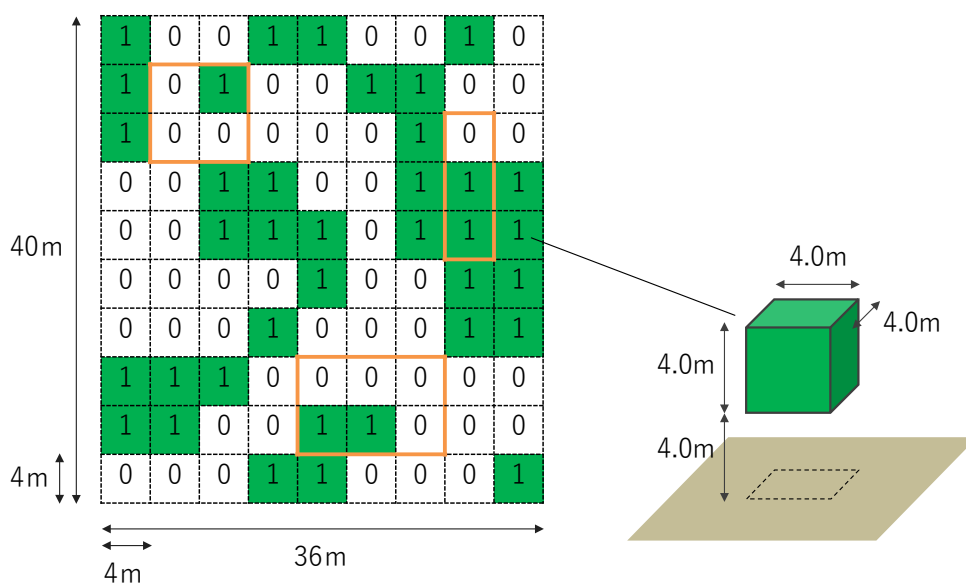 1 0 0 1 1 0 0 1 0
1 0 1 0 0 1 1 0 0
1 0 0 0 0 0 1 0 0
0 0 1 1 0 0 1 1 1
0 0 1 1 1 0 1 1 1
0 0 0 0 1 0 0 1 1
0 0 0 1 0 0 0 1 1
1 1 1 0 0 0 0 0 0
1 1 0 0 1 1 0 0 0
0 0 0 1 1 0 0 0 1
40m
4m
36m
4m
4.0m
4.0m
4.0m
4.0m